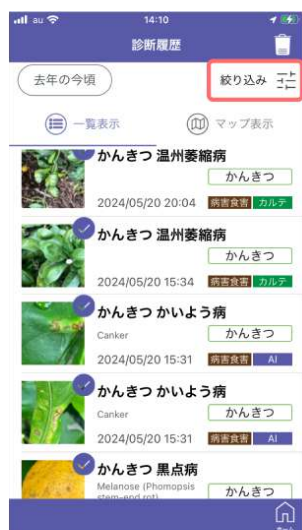 au 14:10
診断履歴
去年の今頃
絞り込み
一覧表示
マップ表示
かんきつ 温州萎縮病
かんきつ
2024/05/20 20:04 病害食害 カルテ
かんきつ 温州萎縮病
かんきつ
2024/05/20 15:34 病害食害 カルテ
かんきつ かいよう病
Canker
かんきつ
2024/05/20 15:31 病害食害 AI
かんきつ かいよう病
Canker
かんきつ
2024/05/20 15:31 病害食害 AI
かんきつ 黒点病
Melanose (Phomopsis
stem-end rot)
かんきつ